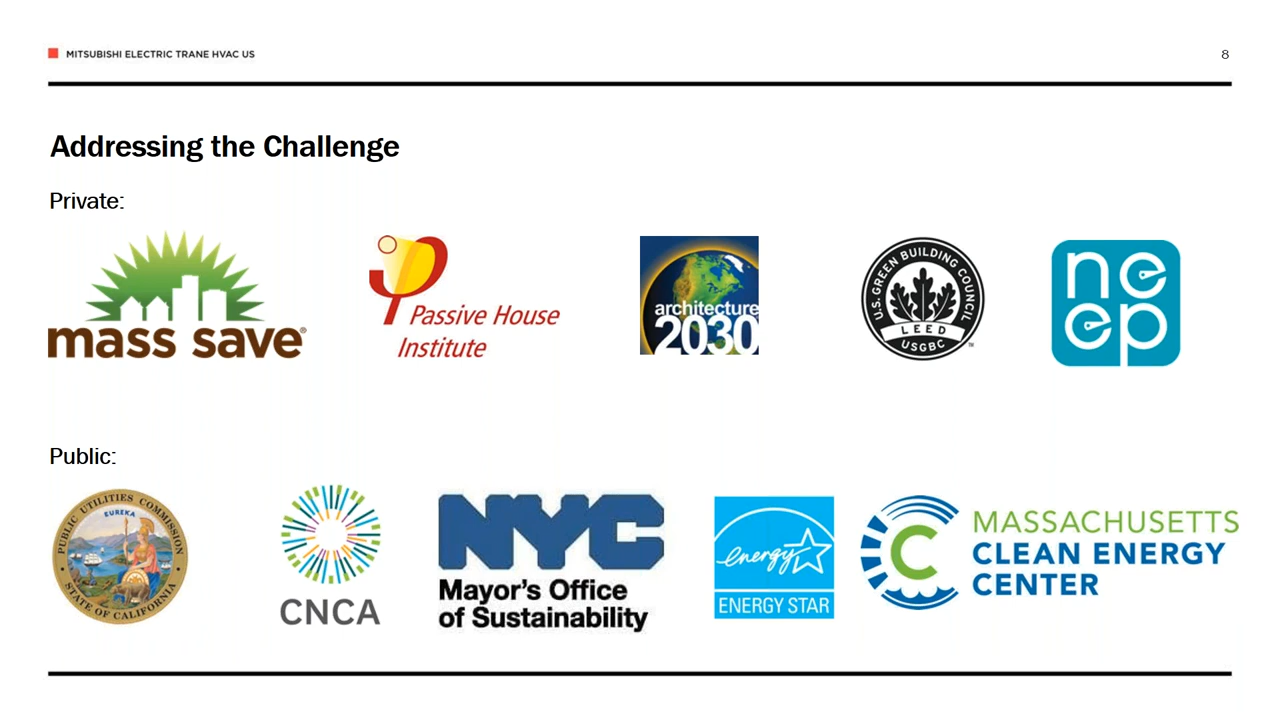 MITSUBISHI ELECTRIC TRANE HVAC US
8
Addressing the Challenge
Private:
mass save®
Passive House
Institute
architecture
2030
U.S. GREEN BUILDING COUNCIL
LEED
USGBC
™
ne
ep
Public:
PUBLIC UTILITIES COMMISSION
EUREKA
STATE OF CALIFORNIA
CNCA
NYC
Mayor's Office
of Sustainability
energy
ENERGY STAR
C
MASSACHUSETTS
CLEAN ENERGY
CENTER